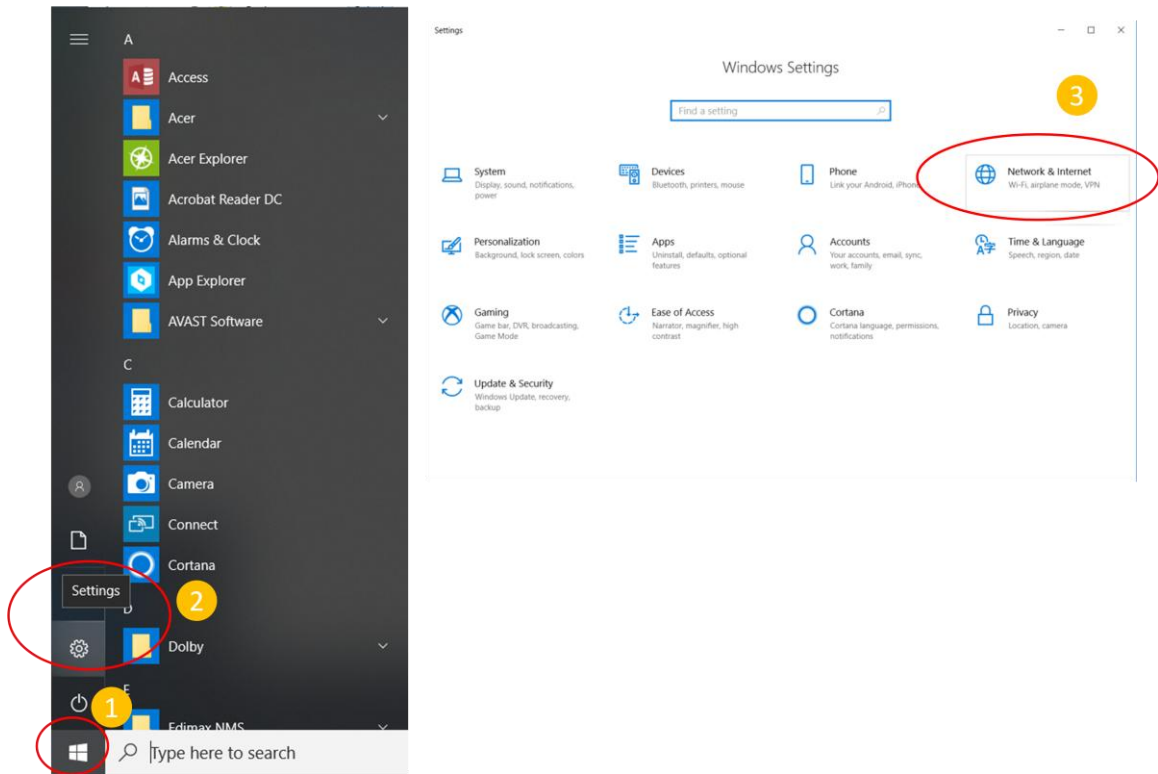 A
Access
Acer
Acer Explorer
Acrobat Reader DC
Alarms & Clock
App Explorer
AVAST Software
C
Calculator
Calendar
Camera
Connect
Cortana
Settings
D
2
Dolby
E
1
Edimax NMS
Type here to search
Settings
Windows Settings
3
Find a setting
System
Display, sound, notifications,
power
Devices
Bluetooth, printers, mouse
Phone
Link your Android, iPhone
Network & Internet
Wi-Fi, airplane mode, VPN
Personalization
Background, lock screen, colors
Apps
Uninstall, defaults, optional
features
Accounts
Your accounts, email, sync,
work, family
Time & Language
Speech, region, date
Gaming
Game bar, DVR, broadcasting,
Game Mode
Ease of Access
Narrator, magnifier, high
contrast
Cortana
Cortana language, permissions,
notifications
Privacy
Location, camera
Update & Security
Windows Update, recovery,
backup